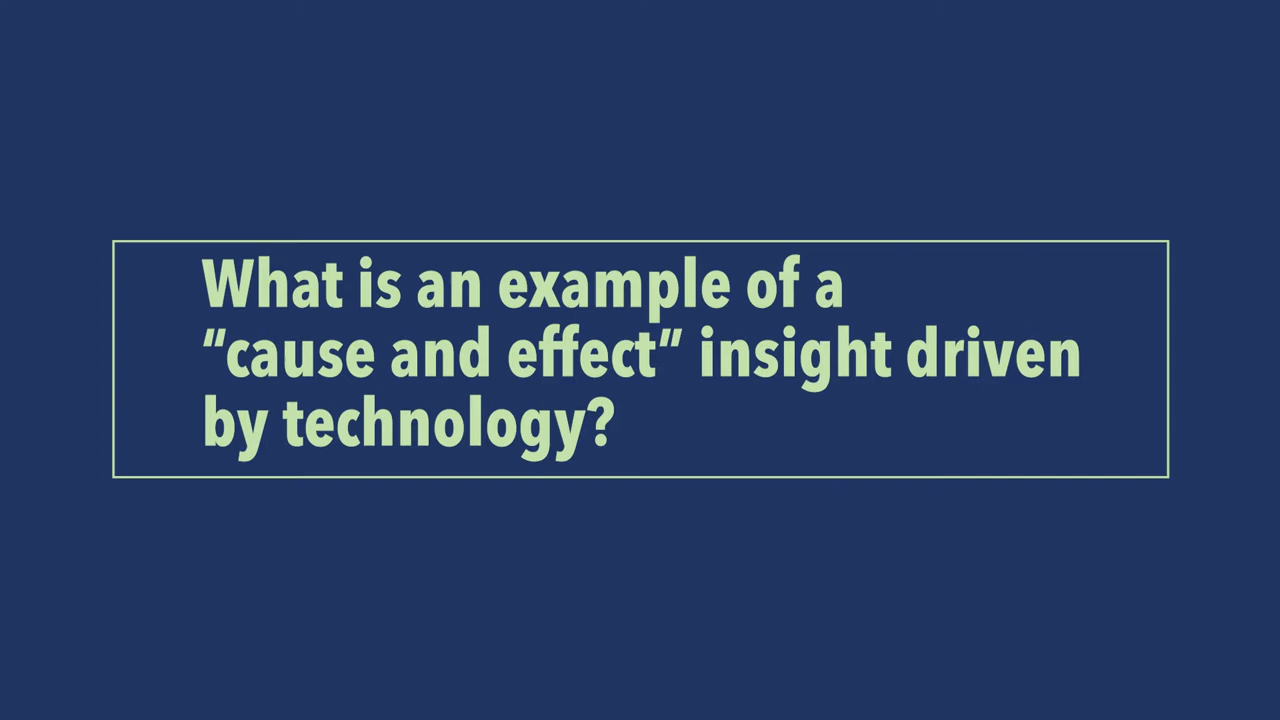 What is an example of a
“cause and effect” insight driven
by technology?